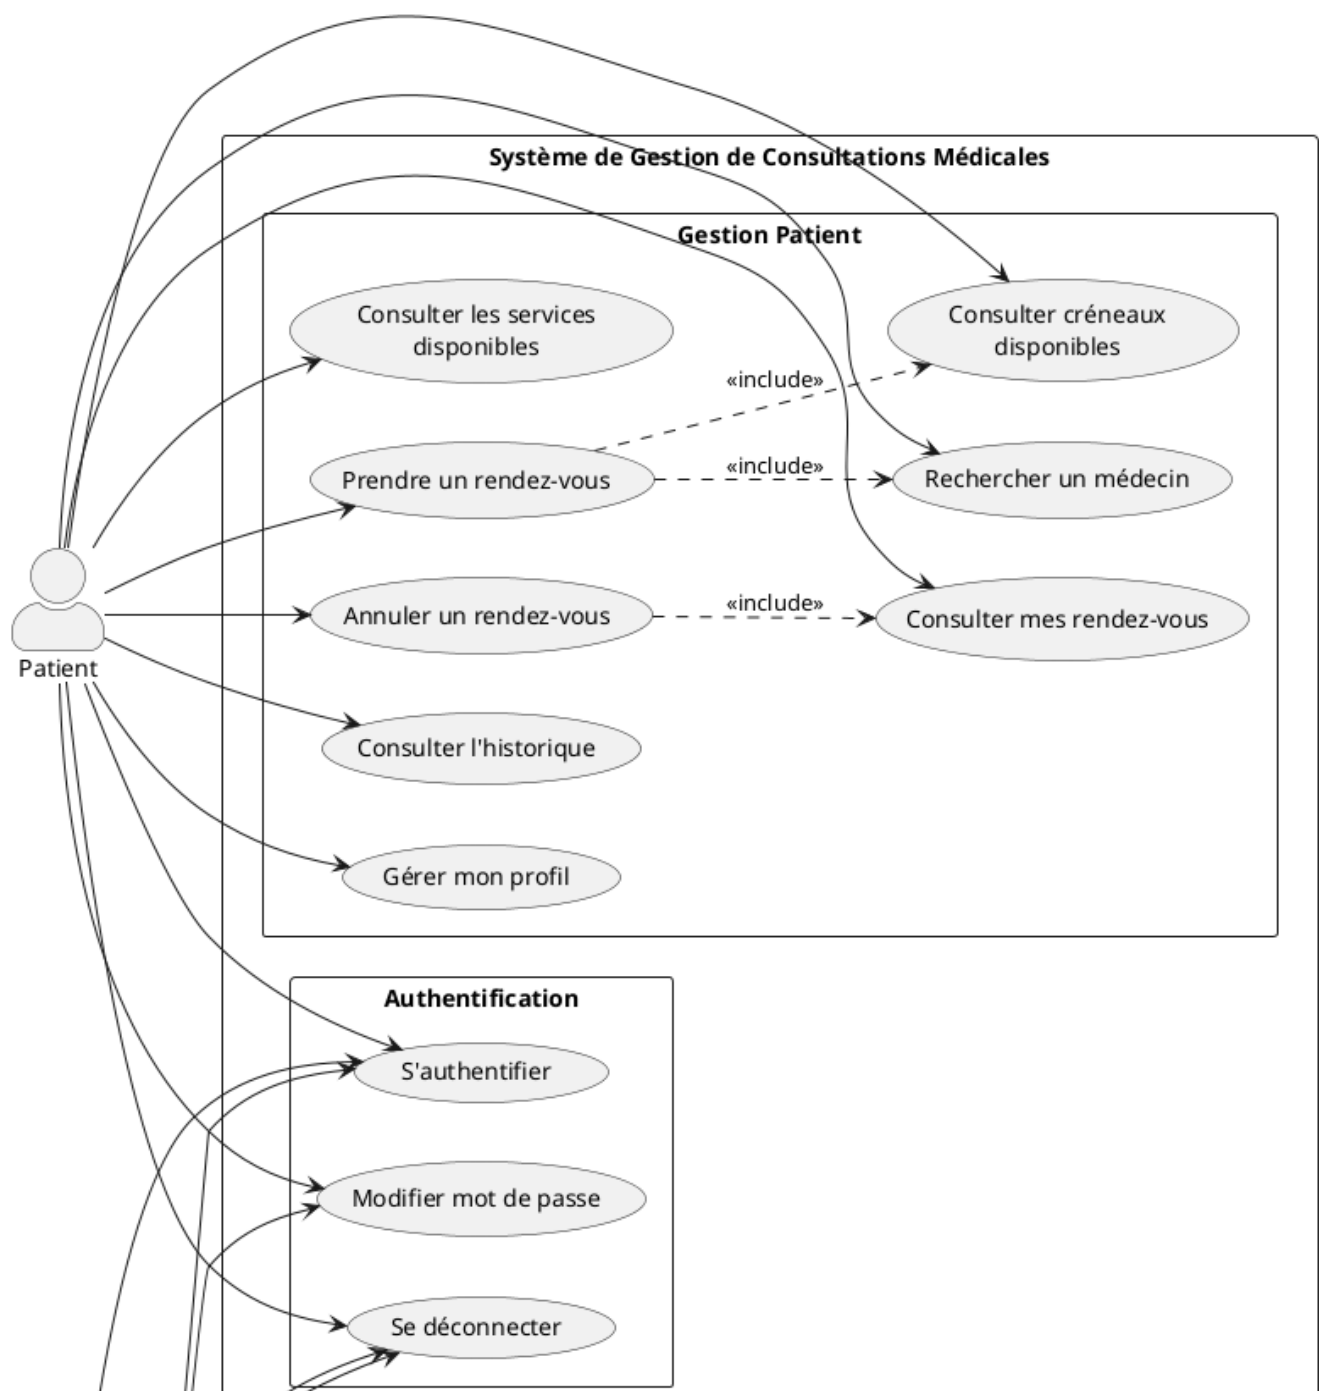 Système de Gestion de Consultations Médicales
Gestion Patient
Consulter les services
disponibles
Consulter créneaux
disponibles
«include»
Prendre un rendez-vous
«include»
Rechercher un médecin
Annuler un rendez-vous
«include»
Consulter mes rendez-vous
Patient
Consulter l'historique
Gérer mon profil
Authentification
S'authentifier
Modifier mot de passe
Se déconnecter